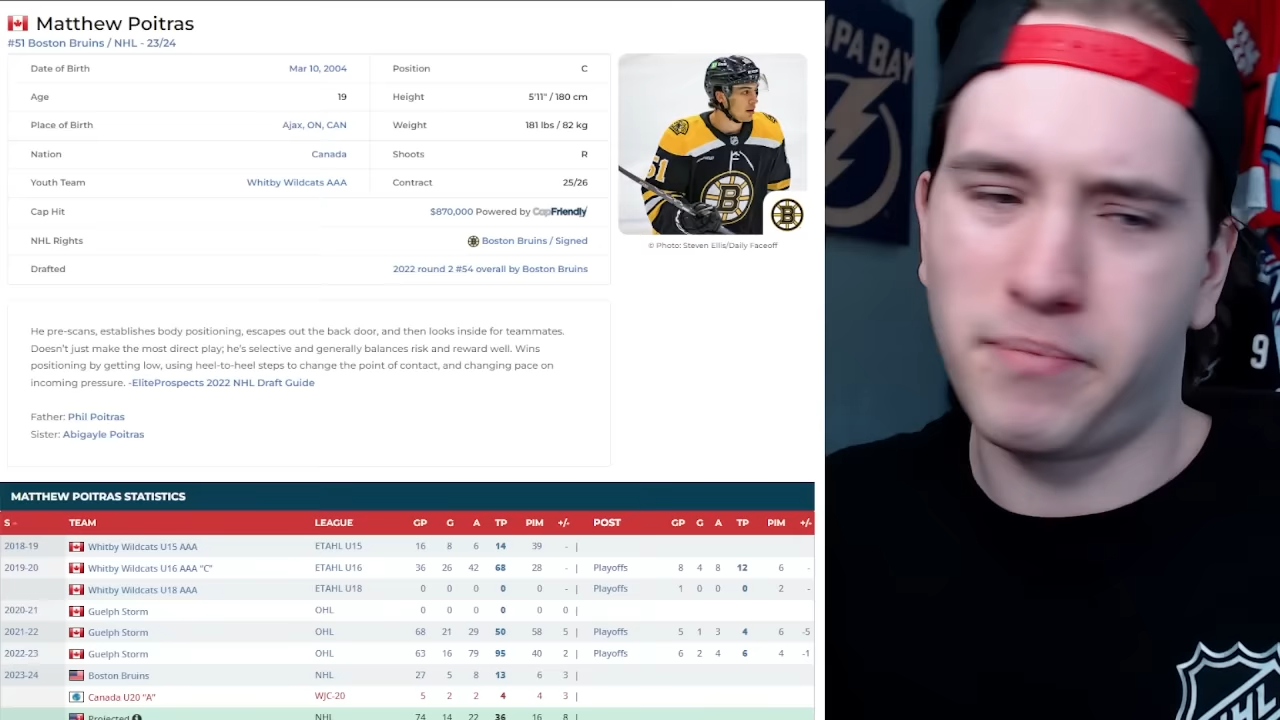 Matthew Poitras
#51 Boston Bruins / NHL - 23/24
Date of Birth Mar 10, 2004 Position C
Age 19 Height 5'11" / 180 cm
Place of Birth Ajax, ON, CAN Weight 181 lbs / 82 kg
Nation Canada Shoots R
Youth Team Whitby Wildcats AAA Contract 25/26
Cap Hit $870,000 Powered by CapFriendly
NHL Rights Boston Bruins / Signed
Drafted 2022 round 2 #54 overall by Boston Bruins
51
B
B
© Photo: Steven Ellis/Daily Faceoff
He pre-scans, establishes body positioning, escapes out the back door, and then looks inside for teammates.
Doesn't just make the most direct play; he's selective and generally balances risk and reward well. Wins
positioning by getting low, using heel-to-heel steps to change the point of contact, and changing pace on
incoming pressure. -EliteProspects 2022 NHL Draft Guide
Father: Phil Poitras
Sister: Abigayle Poitras
MATTHEW POITRAS STATISTICS
S TEAM LEAGUE GP G A TP PIM +/- POST GP G A TP PIM +/-
2018-19 Whitby Wildcats U15 AAA ETAHL U15 16 8 6 14 39 - |
2019-20 Whitby Wildcats U16 AAA "C" ETAHL U16 36 26 42 68 28 - | Playoffs 8 4 8 12 6 -
Whitby Wildcats U18 AAA ETAHL U18 0 0 0 0 0 - | Playoffs 1 0 0 0 2 -
2020-21 Guelph Storm OHL 0 0 0 0 0 0 |
2021-22 Guelph Storm OHL 68 21 29 50 58 5 | Playoffs 5 1 3 4 6 -5
2022-23 Guelph Storm OHL 63 16 79 95 40 2 | Playoffs 6 2 4 6 4 -1
2023-24 Boston Bruins NHL 27 5 8 13 6 3 |
Canada U20 "A" WJC-20 5 2 2 4 4 3 |
Projected NHL 74 14 22 36 16 8 |
MPA BAY
9
NHL